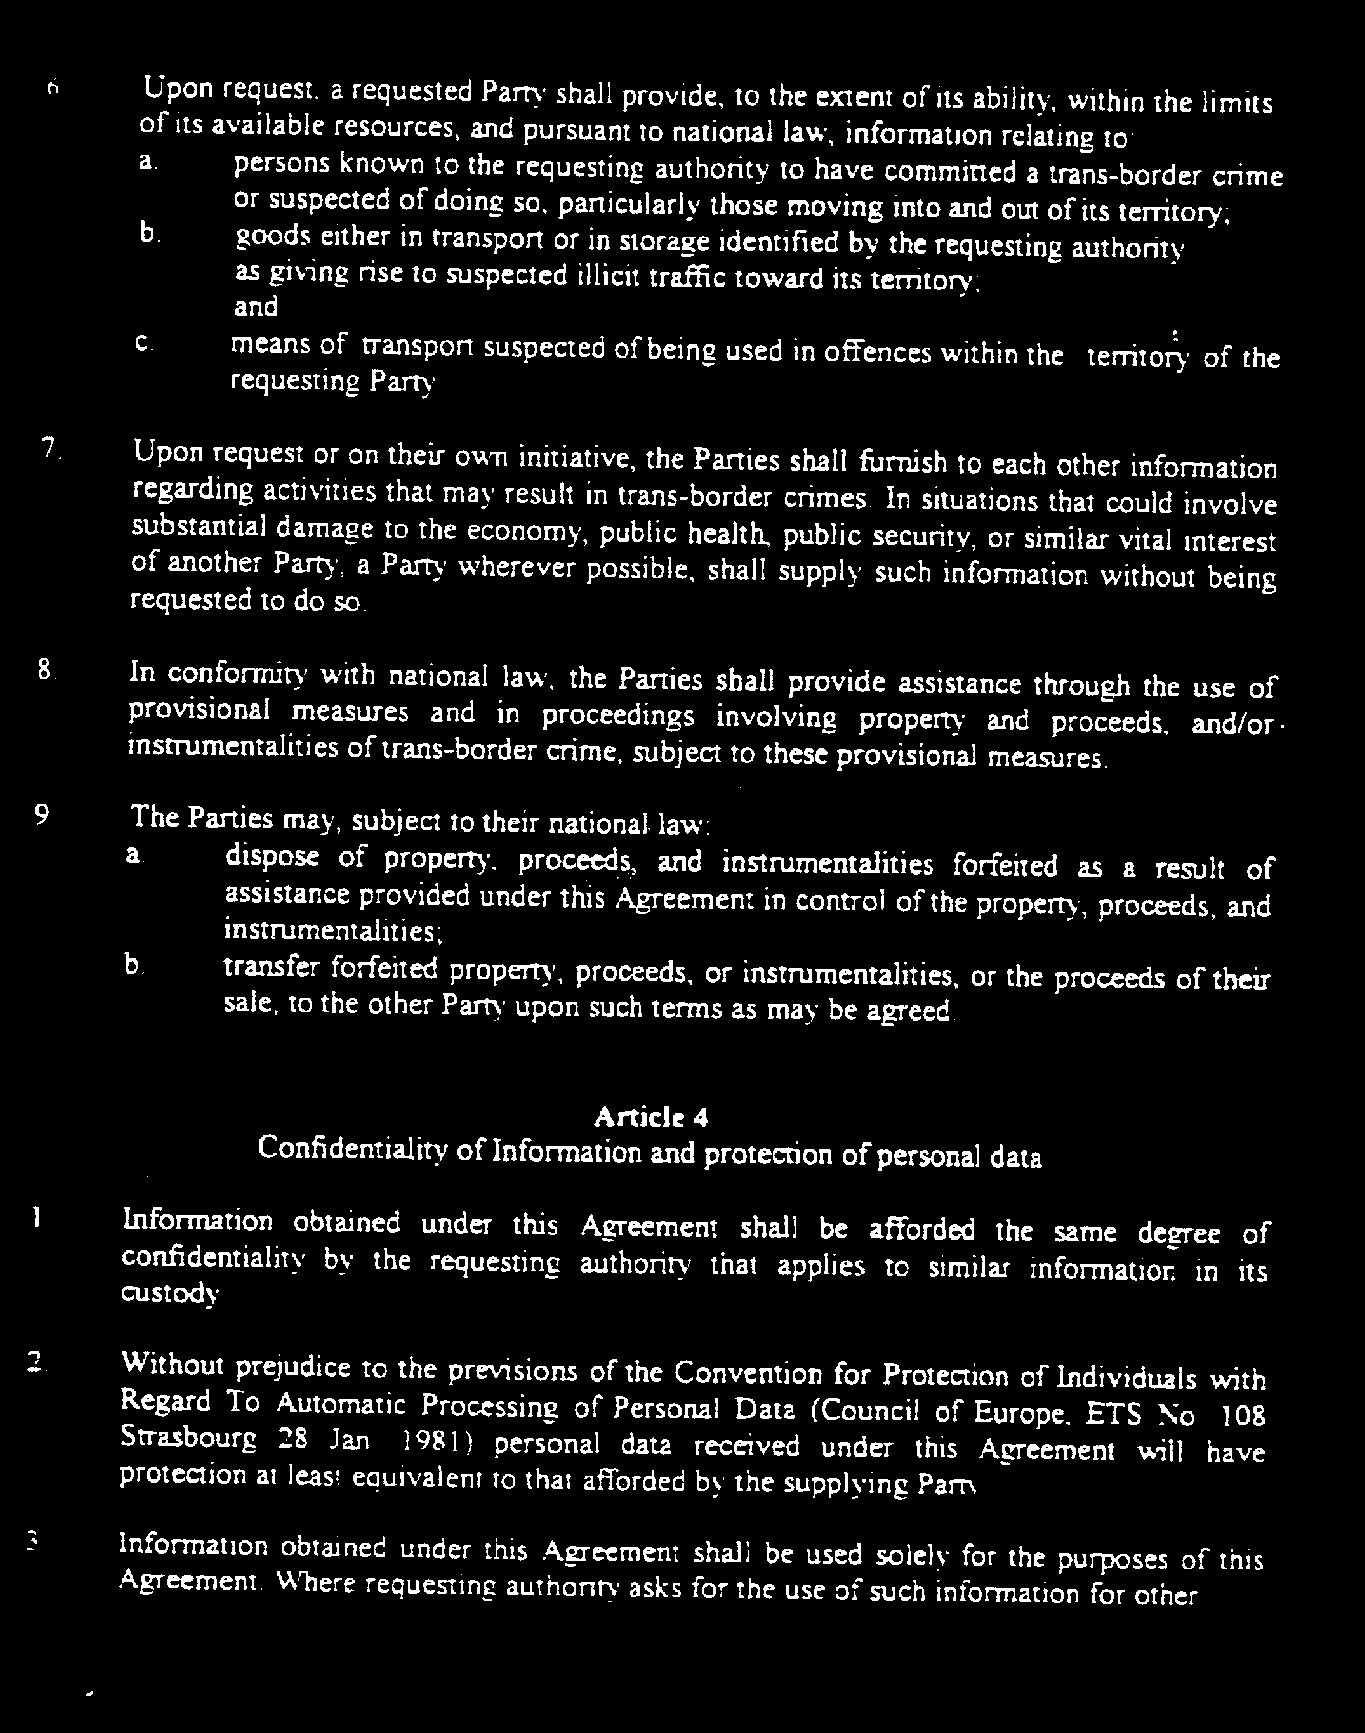 6 Upon request, a requested Party shall provide, to the extent of its ability, within the limits
of its available resources, and pursuant to national law, information relating to
a. persons known to the requesting authority to have committed a trans-border crime
or suspected of doing so, particularly those moving into and out of its territory;
b. goods either in transport or in storage identified by the requesting authority
as giving rise to suspected illicit traffic toward its territory;
and
c. means of transport suspected of being used in offences within the territory of the
requesting Party
7. Upon request or on their own initiative, the Parties shall furnish to each other information
regarding activities that may result in trans-border crimes. In situations that could involve
substantial damage to the economy, public health, public security, or similar vital interest
of another Party, a Party wherever possible, shall supply such information without being
requested to do so.
8. In conformity with national law, the Parties shall provide assistance through the use of
provisional measures and in proceedings involving property and proceeds, and/or
instrumentalities of trans-border crime, subject to these provisional measures.
9 The Parties may, subject to their national law:
a dispose of property, proceeds, and instrumentalities forfeited as a result of
assistance provided under this Agreement in control of the property, proceeds, and
instrumentalities;
b. transfer forfeited property, proceeds, or instrumentalities, or the proceeds of their
sale, to the other Party upon such terms as may be agreed.
Article 4
Confidentiality of Information and protection of personal data
1 Information obtained under this Agreement shall be afforded the same degree of
confidentiality by the requesting authority that applies to similar information in its
custody
2. Without prejudice to the previsions of the Convention for Protection of Individuals with
Regard To Automatic Processing of Personal Data (Council of Europe, ETS No 108
Strasbourg 28 Jan 1981) personal data received under this Agreement will have
protection at least equivalent to that afforded by the supplying Party
3 Information obtained under this Agreement shall be used solely for the purposes of this
Agreement. Where requesting authority asks for the use of such information for other